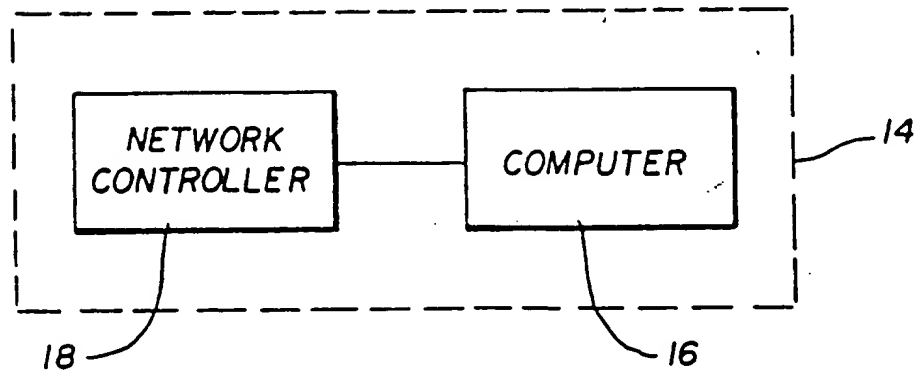 NETWORK
CONTROLLER
COMPUTER
14
18
16